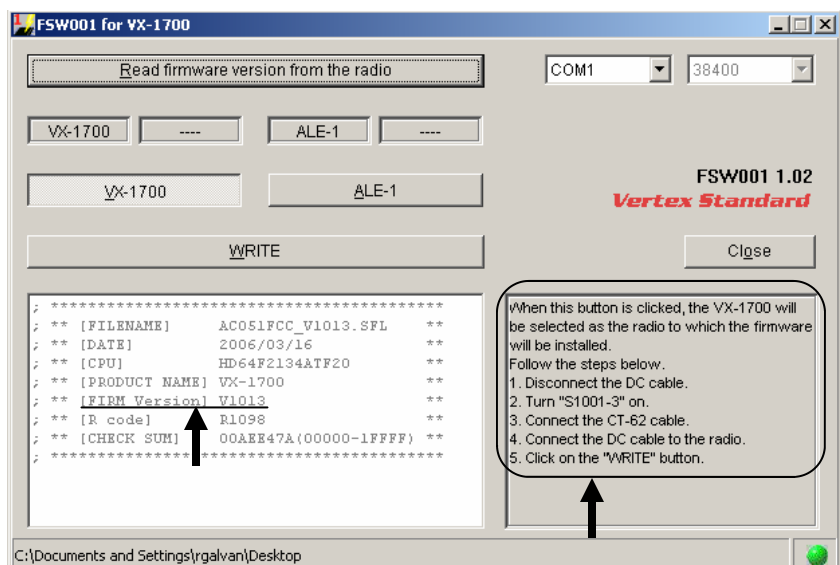 FSW001 for VX-1700
Read firmware version from the radio
COM1
38400
VX-1700
----
ALE-1
----
VX-1700
ALE-1
FSW001 1.02
Vertex Standard
WRITE
Close
; *******************************************
; ** [FILENAME] AC051FCC_V1013.SFL **
; ** [DATE] 2006/03/16 **
; ** [CPU] HD64F2134ATF20 **
; ** [PRODUCT NAME] VX-1700 **
; ** [FIRM Version] V1013 **
; ** [R code] R1098 **
; ** [CHECK SUM] 00AEE47A(00000-1FFFF) **
; *******************************************
When this button is clicked, the VX-1700 will
be selected as the radio to which the firmware
will be installed.
Follow the steps below.
1. Disconnect the DC cable.
2. Turn "S1001-3" on.
3. Connect the CT-62 cable.
4. Connect the DC cable to the radio.
5. Click on the "WRITE" button.
C:\Documents and Settings\rgalvan\Desktop